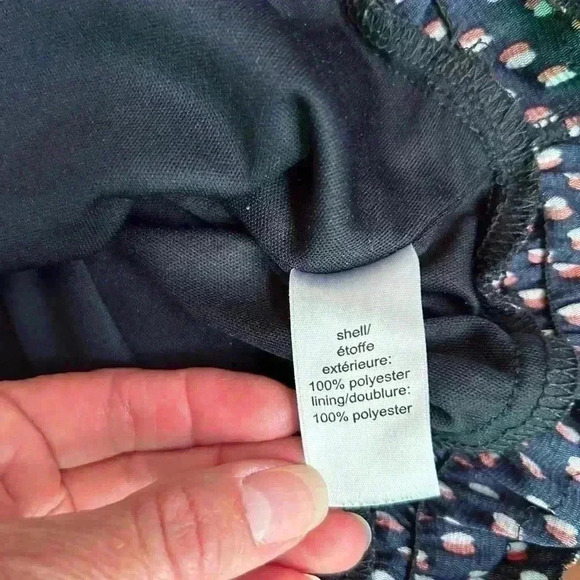 shell/
étoffe
extérieure:
100% polyester
lining/doublure:
100% polyester